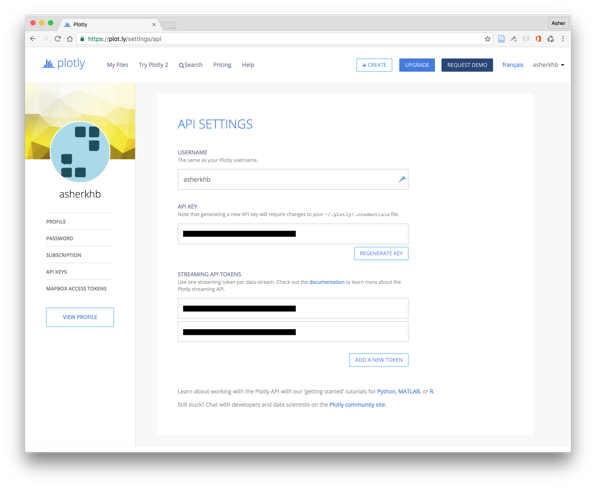 Plotly
Asher
https://plot.ly/settings/api
plotly
My Files
Try Plotly 2
Search
Pricing
Help
+ CREATE
UPGRADE
REQUEST DEMO
français
asherkhb
asherkhb
PROFILE
PASSWORD
SUBSCRIPTION
API KEYS
MAPBOX ACCESS TOKENS
VIEW PROFILE
API SETTINGS
USERNAME
The same as your Plotly username.
asherkhb
API KEY
Note that generating a new API key will require changes to your ~/.plotly/.credentials file.
REGENERATE KEY
STREAMING API TOKENS
Use one streaming token per data-stream. Check out the documentation to learn more about the
Plotly streaming API.
ADD A NEW TOKEN
Learn about working with the Plotly API with our 'getting started' tutorials for Python, MATLAB, or R.
Still stuck? Chat with developers and data scientists on the Plotly community site.